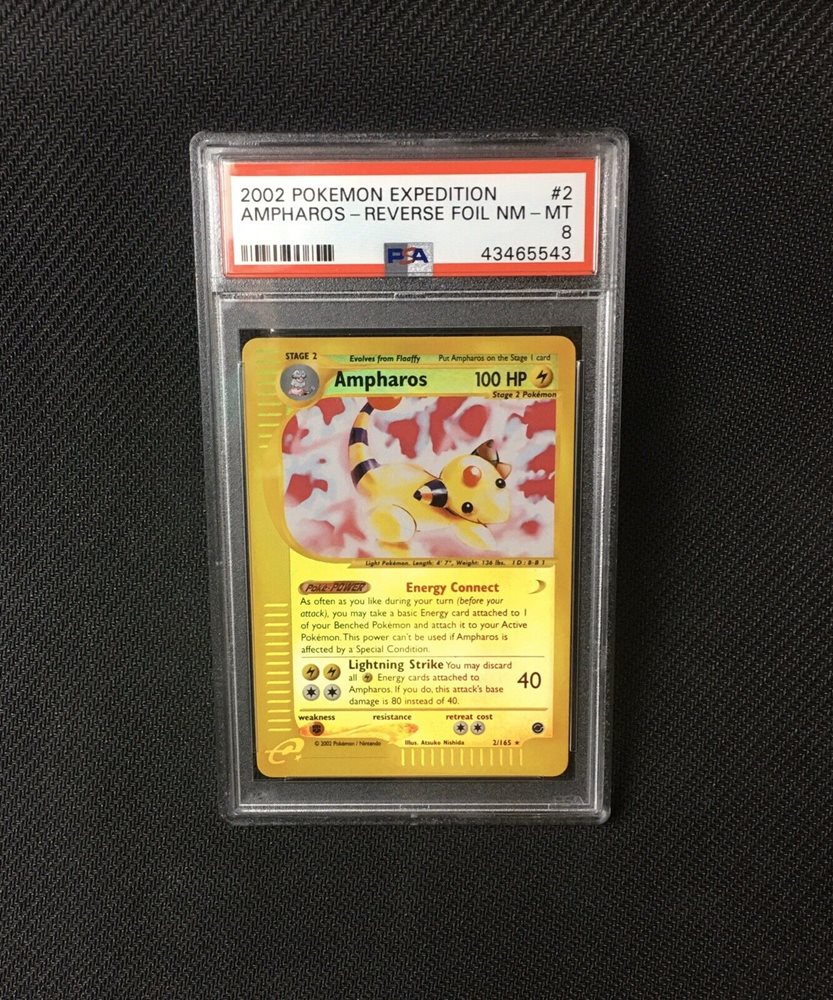 2002 POKEMON EXPEDITION #2
AMPHAROS – REVERSE FOIL NM – MT
8
PSA 43465543
STAGE 2 Evolves from Flaaffy Put Ampharos on the Stage 1 card
Ampharos 100 HP
Stage 2 Pokémon
Light Pokémon. Length: 4' 7", Weight: 136 lbs. ID: B-B 1
Poké-POWER Energy Connect
As often as you like during your turn (before your
attack), you may take a basic Energy card attached to 1
of your Benched Pokémon and attach it to your Active
Pokémon. This power can't be used if Ampharos is
affected by a Special Condition.
Lightning Strike You may discard
all Energy cards attached to
Ampharos. If you do, this attack's base
damage is 80 instead of 40.
40
weakness resistance retreat cost
© 2002 Pokémon / Nintendo Illus. Atsuko Nishida 2/165 ★